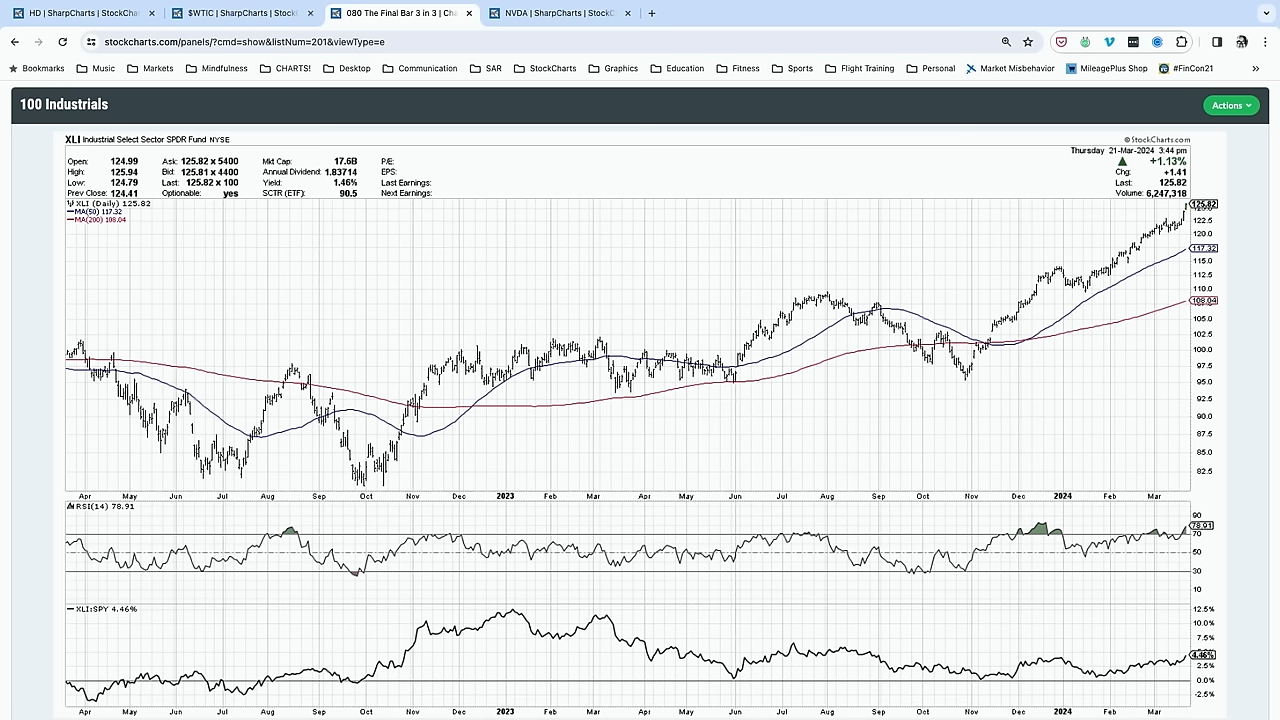 HD | SharpCharts | StockC
$WTIC | SharpCharts | StockC
080 The Final Bar 3 in 3 | Cha
NVDA | SharpCharts | StockC
stockcharts.com/panels/?cmd=show&listNum=201&viewType=e
Bookmarks Music Markets Mindfulness CHARTS! Desktop Communication SAR StockCharts Graphics Education Fitness Sports Flight Training Personal Market Misbehavior MileagePlus Shop #FinCon21
100 Industrials
Actions
XLI Industrial Select Sector SPDR Fund NYSE
© StockCharts.com
Thursday 21-Mar-2024 3:44 pm
Open: 124.99 Ask: 125.82 x 5400 Mkt Cap: 17.6B P/E: +1.13%
High: 125.94 Bid: 125.81 x 4400 Annual Dividend: 1.83714 EPS: Chg: +1.41
Low: 124.79 Last: 125.82 x 100 Yield: 1.46% Last Earnings: Last: 125.82
Prev Close: 124.41 Optionable: yes SCTR (ETF): 90.5 Next Earnings: Volume: 6,247,318
XLI (Daily) 125.82
MA(50) 117.32
MA(200) 108.04
125.82
122.5
120.0
117.32
115.0
112.5
110.0
108.04
105.0
102.5
100.0
97.5
95.0
92.5
90.0
87.5
85.0
82.5
Apr May Jun Jul Aug Sep Oct Nov Dec 2023 Feb Mar Apr May Jun Jul Aug Sep Oct Nov Dec 2024 Feb Mar
RSI(14) 78.91
90
78.91
70
50
30
10
XLI:SPY 4.46%
12.5%
10.0%
7.5%
4.46%
2.5%
0.0%
-2.5%
Apr May Jun Jul Aug Sep Oct Nov Dec 2023 Feb Mar Apr May Jun Jul Aug Sep Oct Nov Dec 2024 Feb Mar